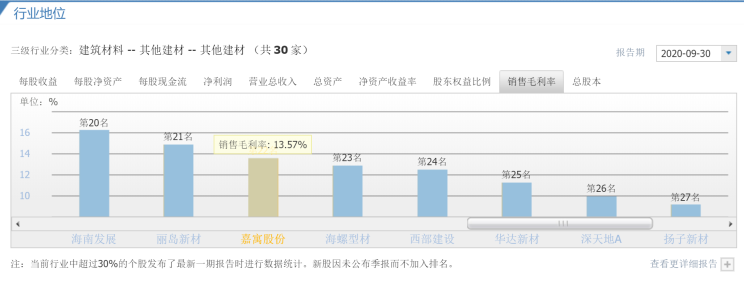 行业地位
三级行业分类：建筑材料 -- 其他建材 -- 其他建材 （共 30 家）
报告期 2020-09-30
每股收益 每股净资产 每股现金流 净利润 营业总收入 总资产 净资产收益率 股东权益比例 销售毛利率 总股本
单位：%
第20名
第21名
销售毛利率: 13.57%
第23名
第24名
第25名
第26名
第27名
16
14
12
10
海南发展 丽岛新材 嘉寓股份 海螺型材 西部建设 华达新材 深天地A 扬子新材
注：当前行业中超过30%的个股发布了最新一期报告时进行数据统计。新股因未公布季报而不加入排名。
查看更详细报告